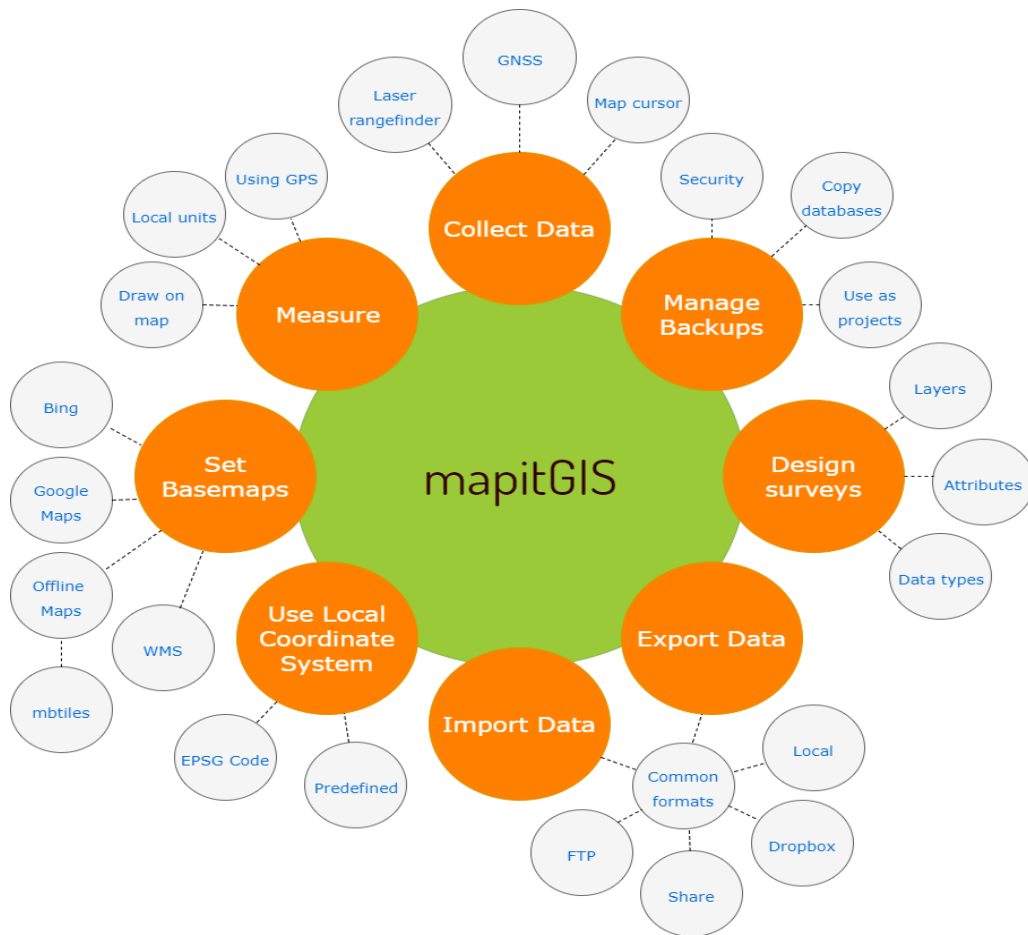 GNSS
Laser
rangefinder
Map cursor
Collect Data
Security
Copy
databases
Use as
projects
Manage
Backups
Layers
Attributes
Data types
Design
surveys
Export Data
Import Data
Common
formats
Local
Dropbox
Share
FTP
Use Local
Coordinate
System
EPSG Code
Predefined
Set
Basemaps
Bing
Google
Maps
Offline
Maps
mbtiles
WMS
Measure
Using GPS
Local units
Draw on
map
mapitGIS